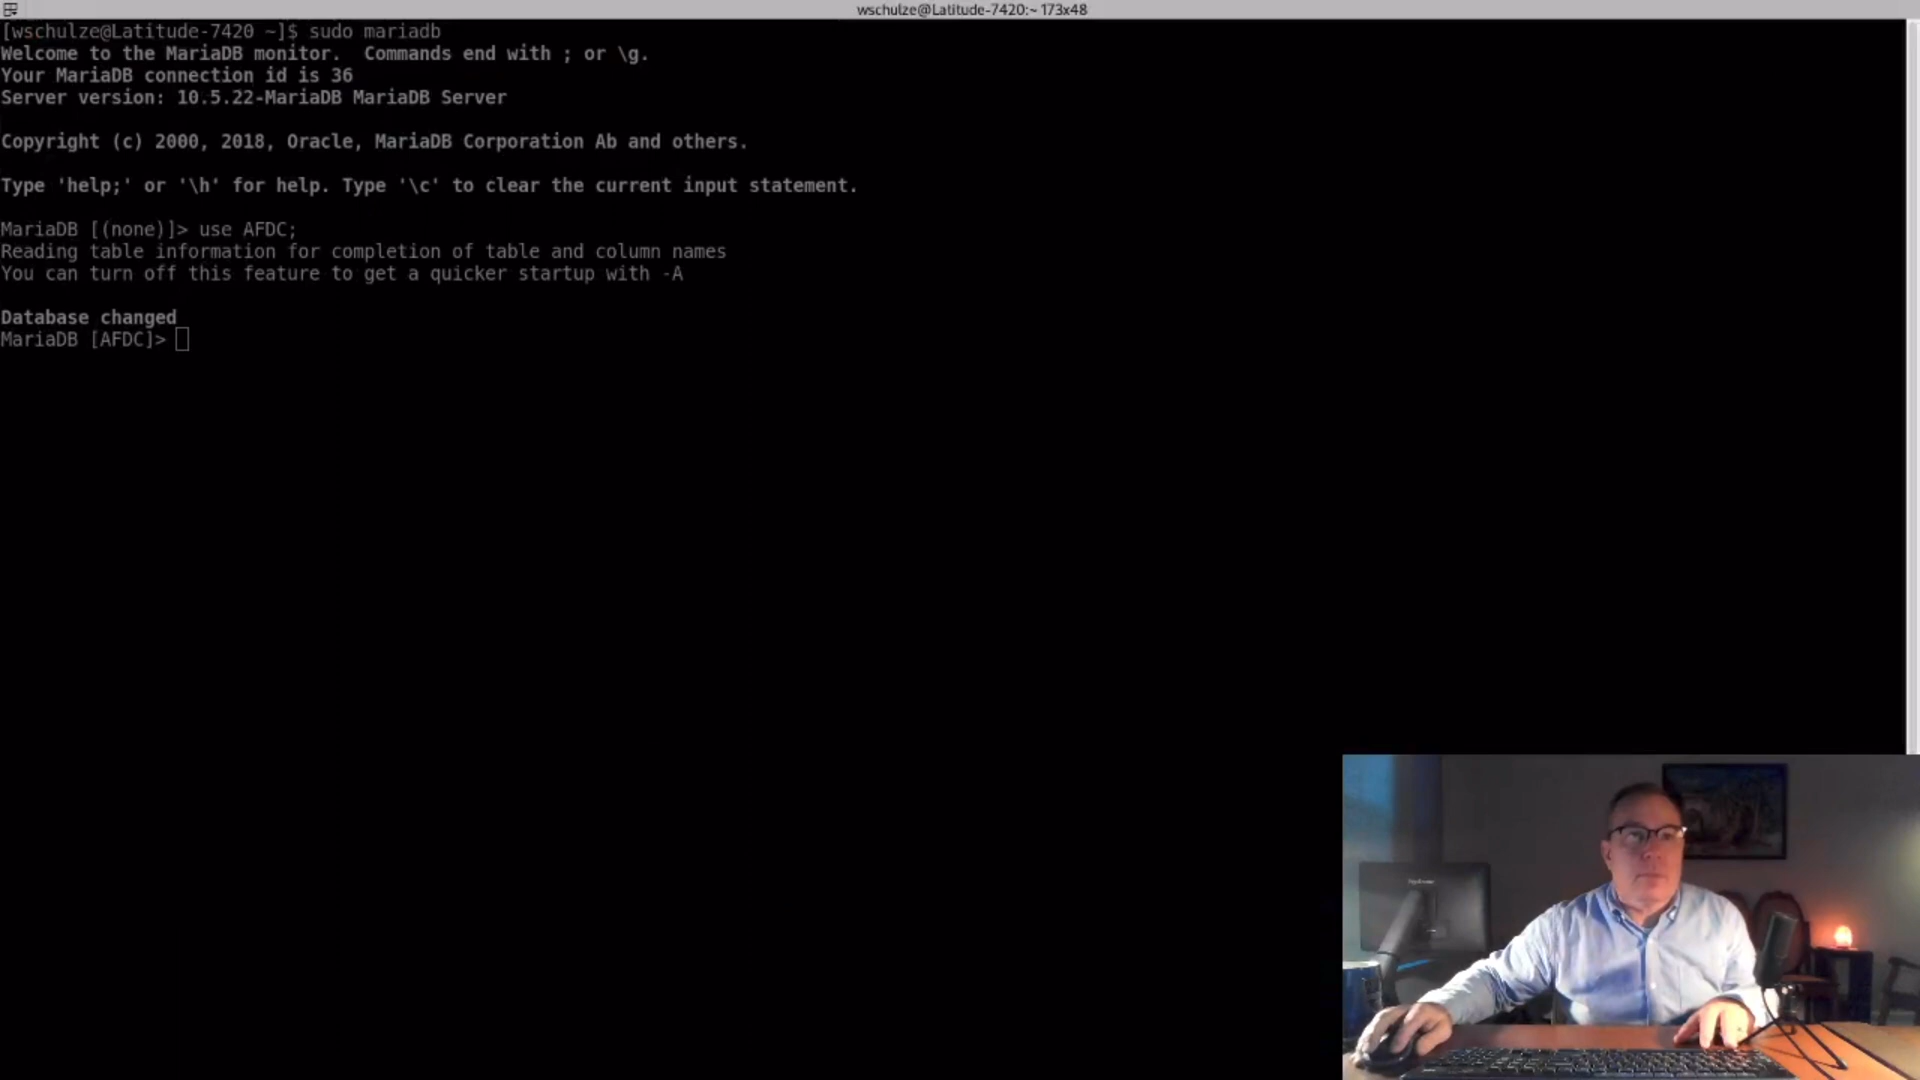 wschulze@Latitude-7420:~ 173x48
[wschulze@Latitude-7420 ~]$ sudo mariadb
Welcome to the MariaDB monitor.  Commands end with ; or \g.
Your MariaDB connection id is 36
Server version: 10.5.22-MariaDB MariaDB Server
Copyright (c) 2000, 2018, Oracle, MariaDB Corporation Ab and others.
Type 'help;' or '\h' for help. Type '\c' to clear the current input statement.
MariaDB [(none)]> use AFDC;
Reading table information for completion of table and column names
You can turn off this feature to get a quicker startup with -A
Database changed
MariaDB [AFDC]>